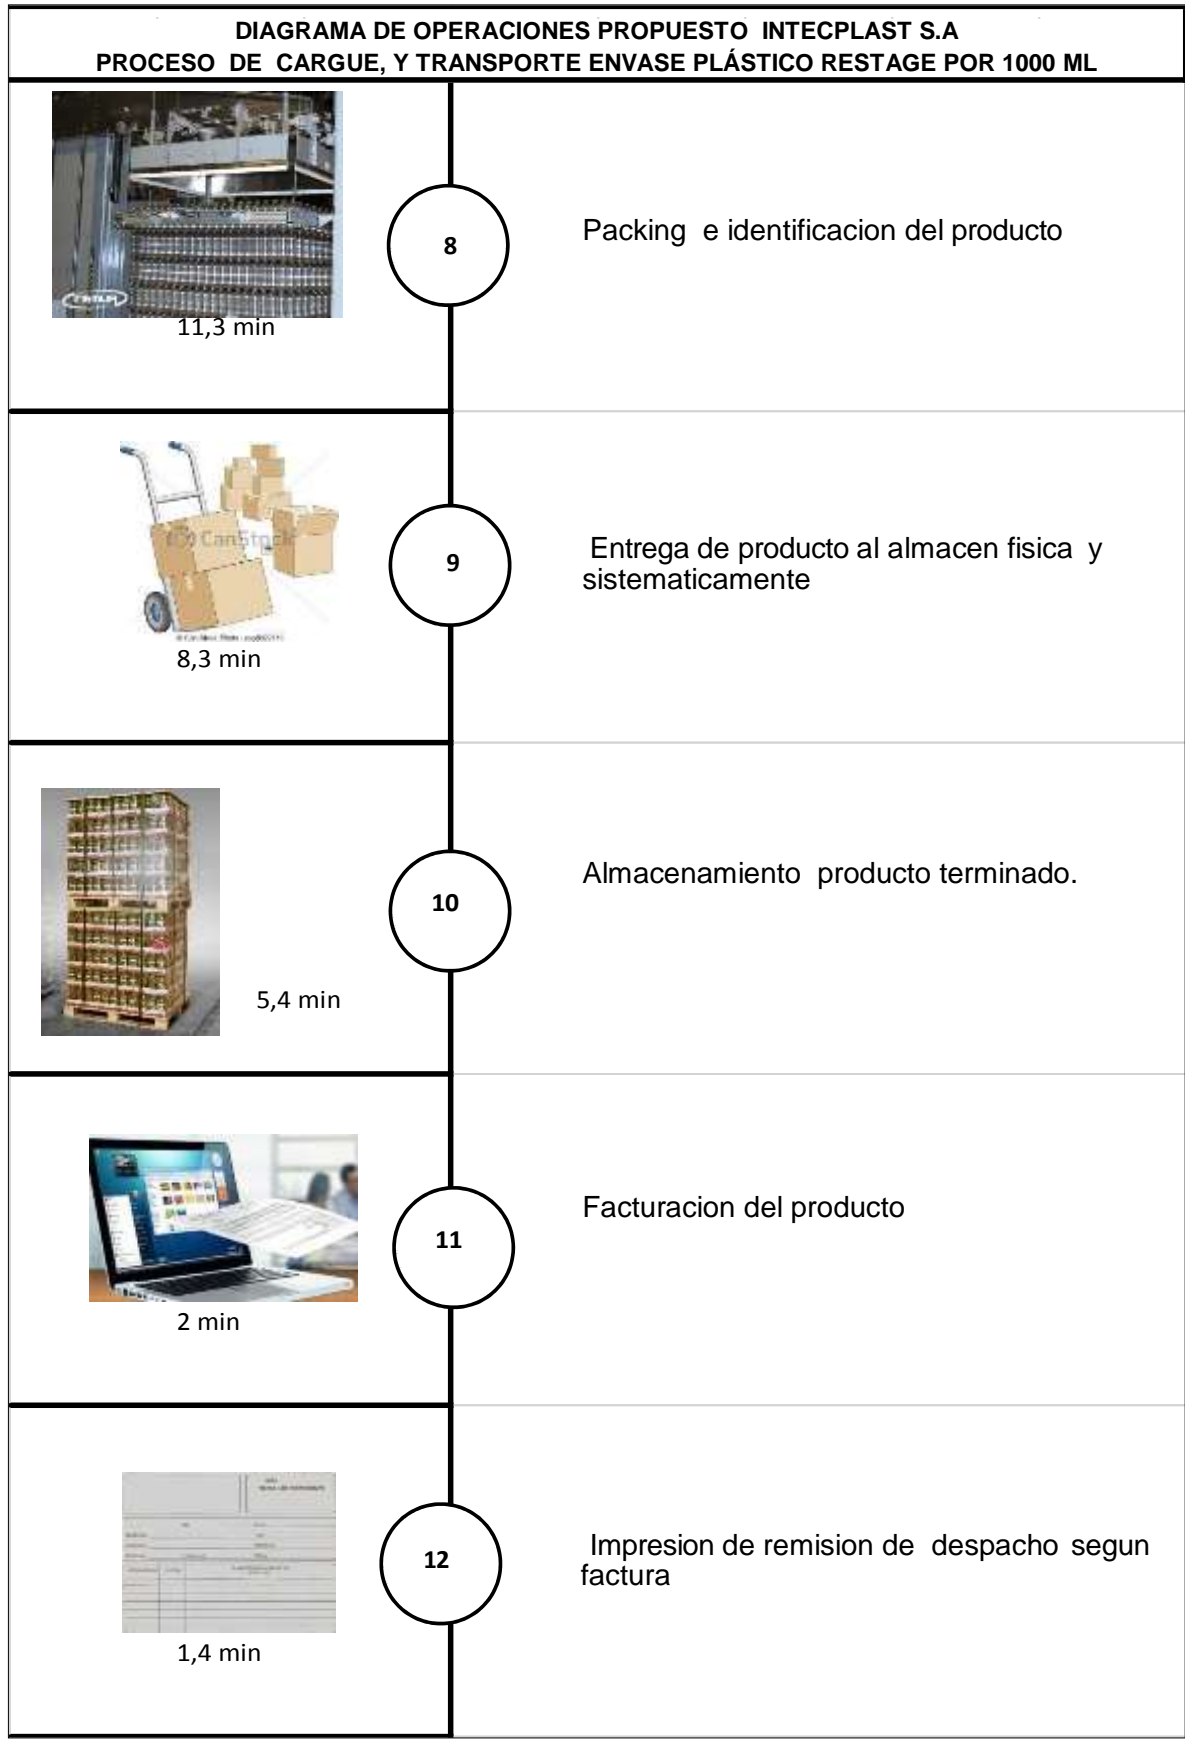 DIAGRAMA DE OPERACIONES PROPUESTO INTECPLAST S.A
PROCESO DE CARGUE, Y TRANSPORTE ENVASE PLÁSTICO RESTAGE POR 1000 ML
8
Packing e identificacion del producto
11,3 min
CanStock
9
Entrega de producto al almacen fisica y
sistematicamente
8,3 min
10
Almacenamiento producto terminado.
5,4 min
11
Facturacion del producto
2 min
12
Impresion de remision de despacho segun
factura
1,4 min